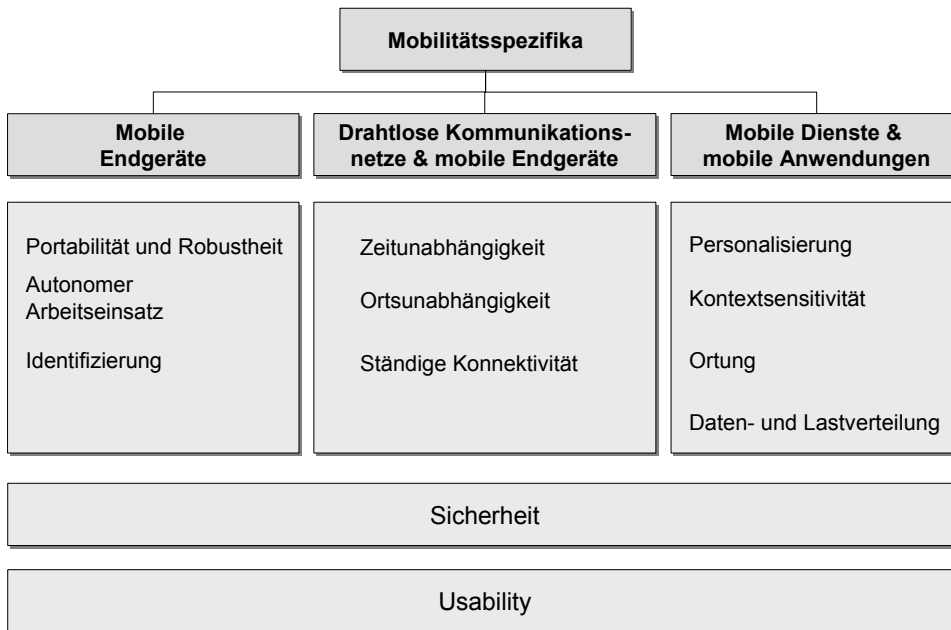 Mobilitätsspezifika
Mobile
Endgeräte
Drahtlose Kommunikations-
netze & mobile Endgeräte
Mobile Dienste &
mobile Anwendungen
Portabilität und Robustheit
Autonomer
Arbeitseinsatz
Identifizierung
Zeitunabhängigkeit
Ortsunabhängigkeit
Ständige Konnektivität
Personalisierung
Kontextsensitivität
Ortung
Daten- und Lastverteilung
Sicherheit
Usability